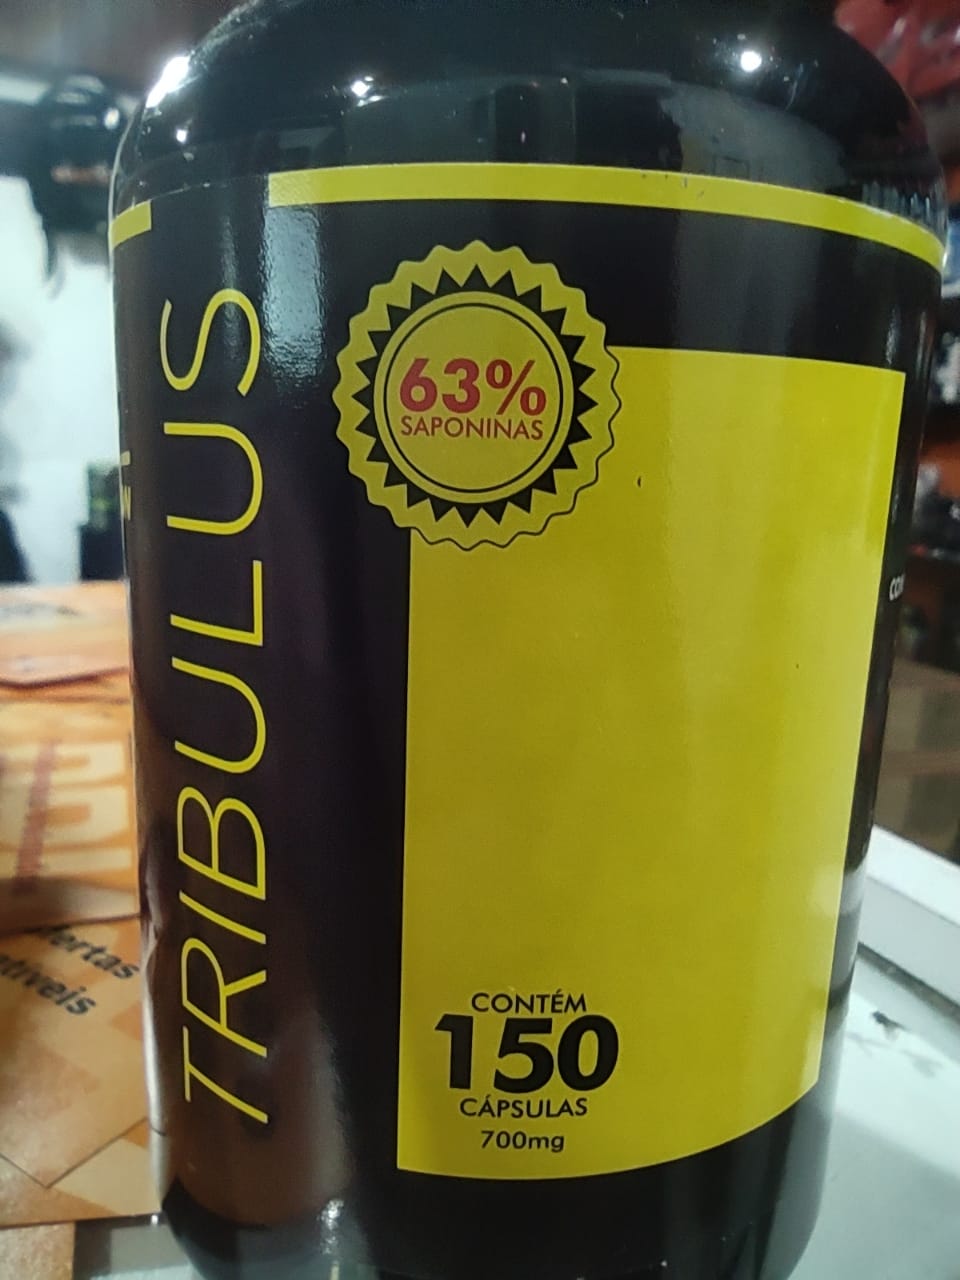 TRIBULUS
63%
SAPONINAS
CONTÉM
150
CÁPSULAS
700mg